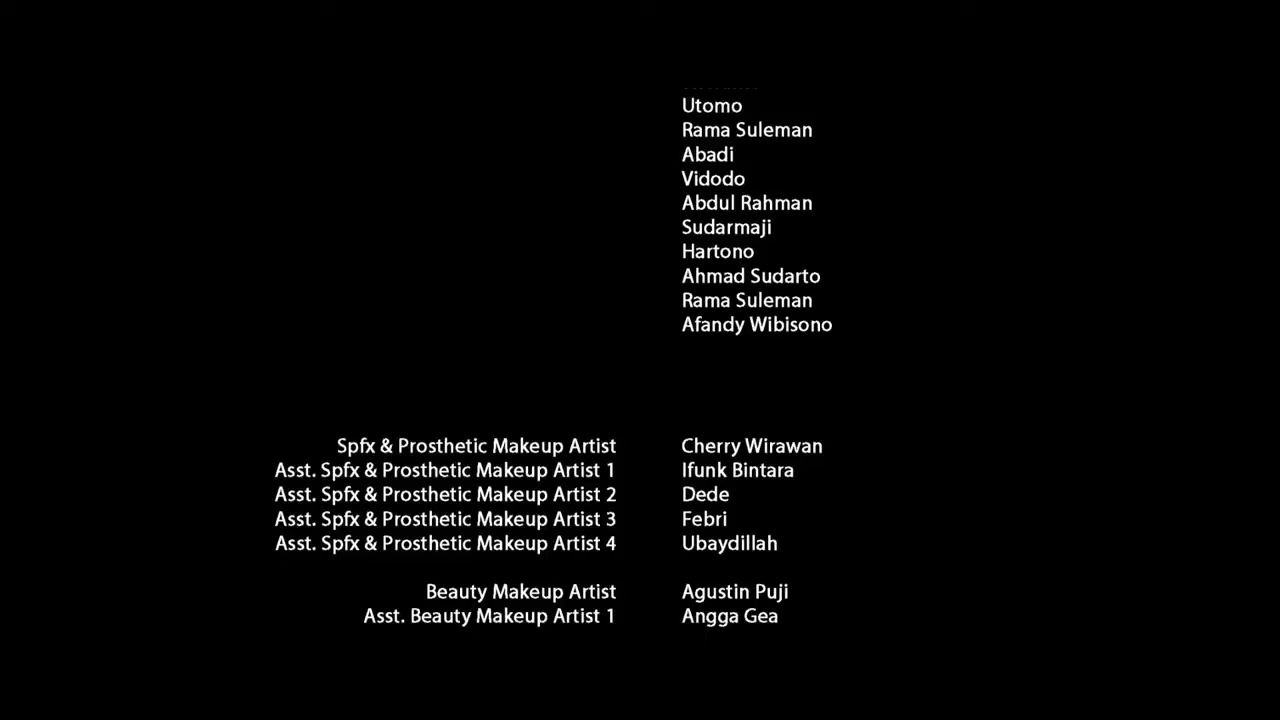 Utomo
Rama Suleman
Abadi
Vidodo
Abdul Rahman
Sudarmaji
Hartono
Ahmad Sudarto
Rama Suleman
Afandy Wibisono
Spfx & Prosthetic Makeup Artist Cherry Wirawan
Asst. Spfx & Prosthetic Makeup Artist 1 Ifunk Bintara
Asst. Spfx & Prosthetic Makeup Artist 2 Dede
Asst. Spfx & Prosthetic Makeup Artist 3 Febri
Asst. Spfx & Prosthetic Makeup Artist 4 Ubaydillah
Beauty Makeup Artist Agustin Puji
Asst. Beauty Makeup Artist 1 Angga Gea